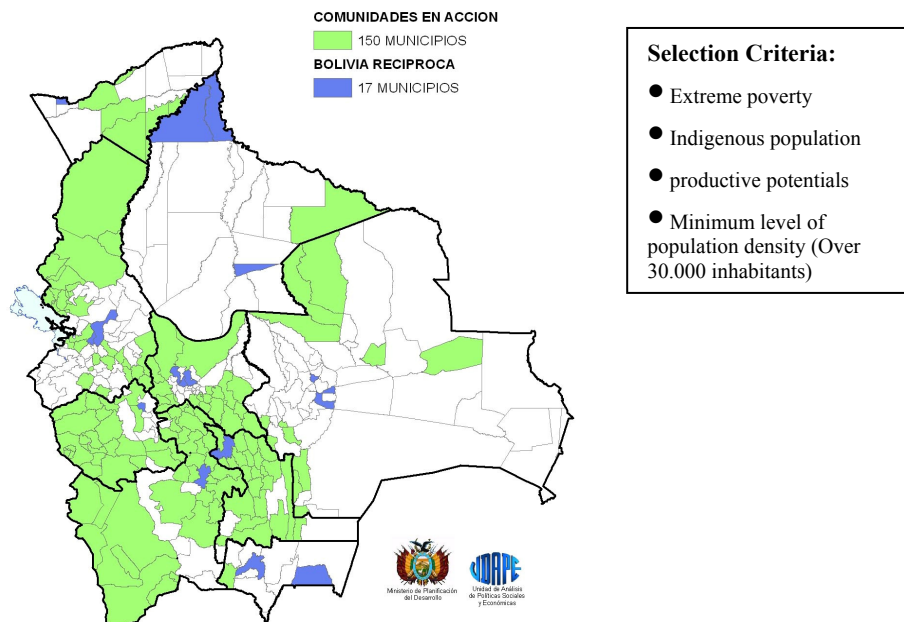 COMUNIDADES EN ACCION
150 MUNICIPIOS
BOLIVIA RECIPROCA
17 MUNICIPIOS
Selection Criteria:
● Extreme poverty
● Indigenous population
● productive potentials
● Minimum level of
population density (Over
30.000 inhabitants)
Ministerio de Planificación
del Desarrollo
UDAPE
Unidad de Análisis
de Políticas Sociales
y Económicas